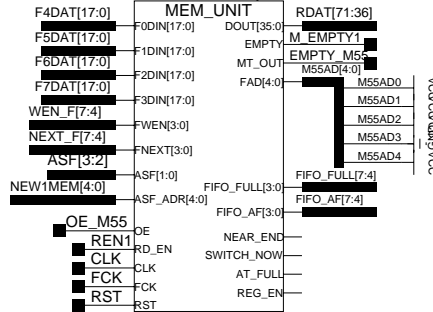 MEM_UNIT
F4DAT[17:0]
F5DAT[17:0]
F6DAT[17:0]
F7DAT[17:0]
WEN_F[7:4]
NEXT_F[7:4]
ASF[3:2]
NEW1MEM[4:0]
OE_M55
REN1
CLK
FCK
RST
F0DIN[17:0]
F1DIN[17:0]
F2DIN[17:0]
F3DIN[17:0]
FWEN[3:0]
FNEXT[3:0]
ASF[1:0]
ASF_ADR[4:0]
OE
RD_EN
CLK
FCK
RST
DOUT[35:0]
EMPTY
MT_OUT
FAD[4:0]
FIFO_FULL[3:0]
FIFO_AF[3:0]
NEAR_END
SWITCH_NOW
AT_FULL
REG_EN
RDAT[71:36]
M_EMPTY1
EMPTY_M55
M55AD[4:0]
M55AD0
M55AD1
M55AD2
M55AD3
M55AD4
FIFO_FULL[7:4]
FIFO_AF[7:4]